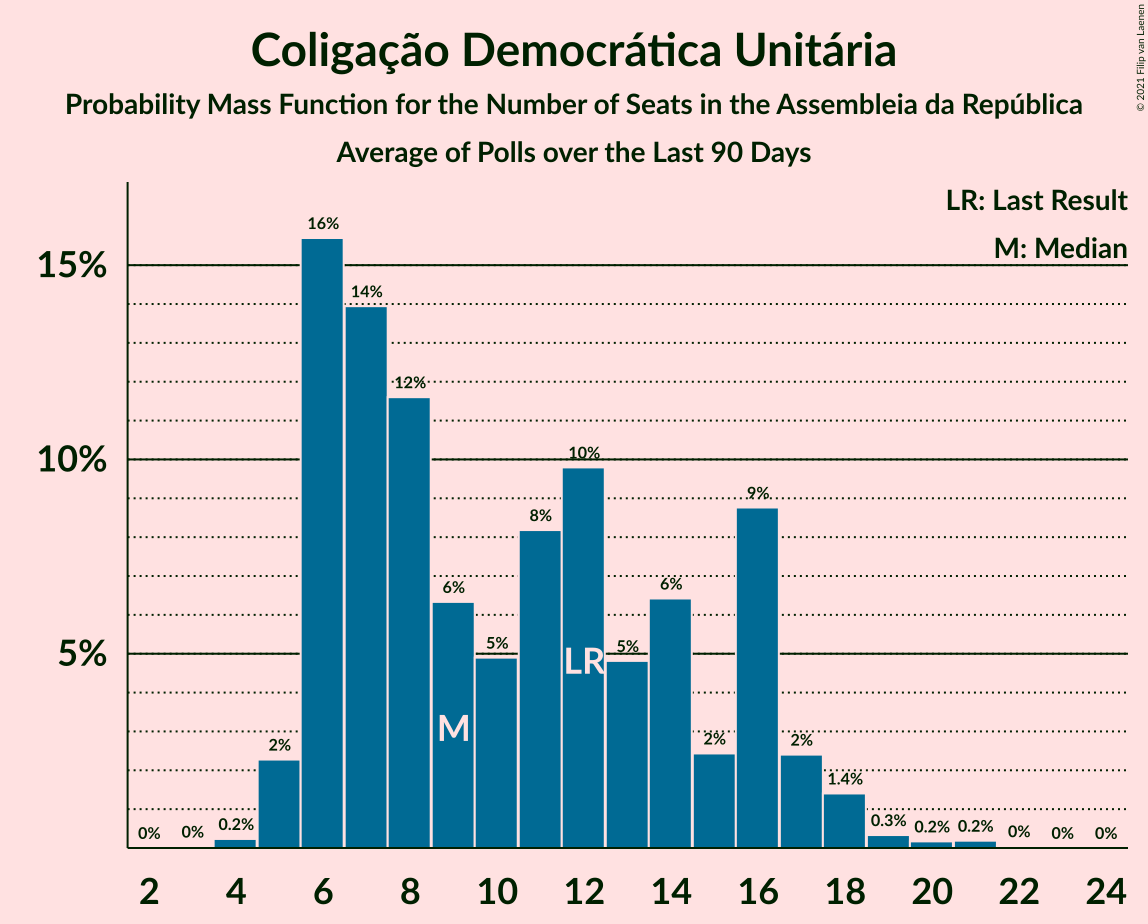 Coligação Democrática Unitária
Probability Mass Function for the Number of Seats in the Assembleia da República
Average of Polls over the Last 90 Days
© 2021 Filip van Laenen
LR: Last Result
M: Median
15%
10%
5%
0%
0%
0.2%
2%
16%
14%
12%
6%
5%
8%
10%
5%
6%
2%
9%
2%
1.4%
0.3%
0.2%
0.2%
0%
0%
0%
M
LR
2 4 6 8 10 12 14 16 18 20 22 24